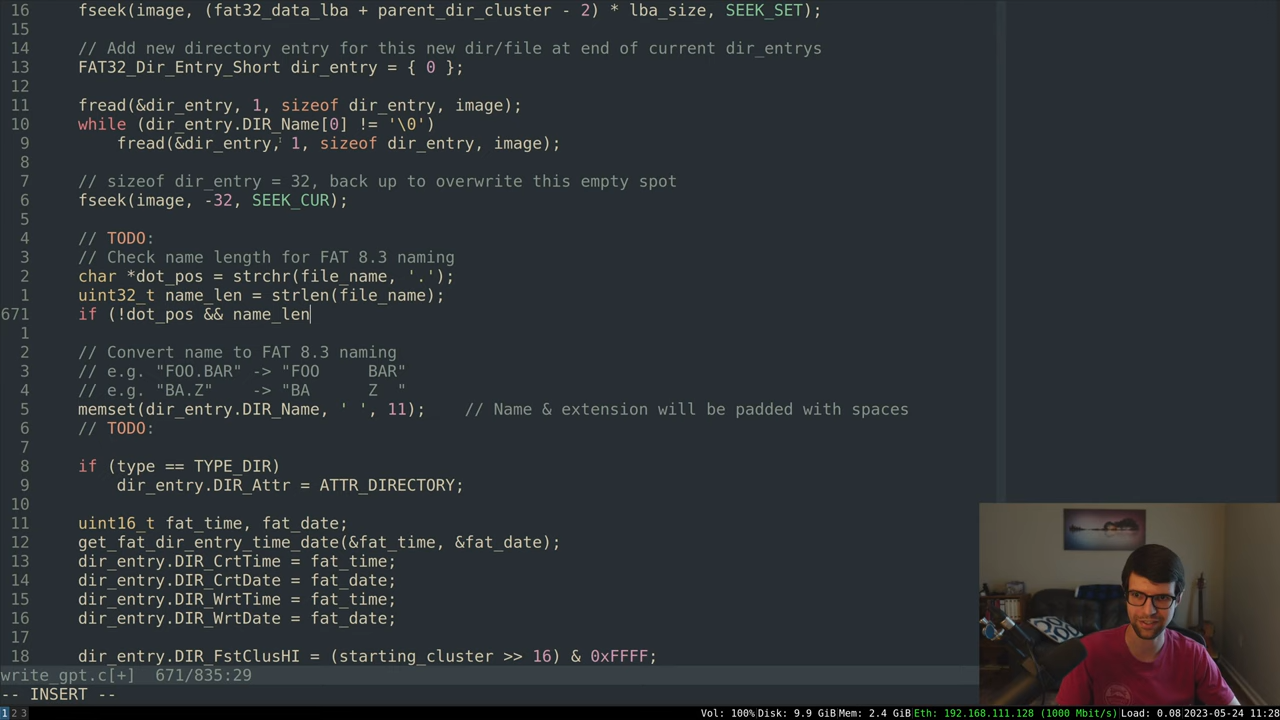 16    fseek(image, (fat32_data_lba + parent_dir_cluster - 2) * lba_size, SEEK_SET);
15
14    // Add new directory entry for this new dir/file at end of current dir_entrys
13    FAT32_Dir_Entry_Short dir_entry = { 0 };
12
11    fread(&dir_entry, 1, sizeof dir_entry, image);
10    while (dir_entry.DIR_Name[0] != '\0')
9        fread(&dir_entry, 1, sizeof dir_entry, image);
8
7    // sizeof dir_entry = 32, back up to overwrite this empty spot
6    fseek(image, -32, SEEK_CUR);
5
4    // TODO:
3    // Check name length for FAT 8.3 naming
2    char *dot_pos = strchr(file_name, '.');
1    uint32_t name_len = strlen(file_name);
671    if (!dot_pos && name_len
1
2    // Convert name to FAT 8.3 naming
3    // e.g. "FOO.BAR" -> "FOO     BAR"
4    // e.g. "BA.Z"    -> "BA      Z  "
5    memset(dir_entry.DIR_Name, ' ', 11);    // Name & extension will be padded with spaces
6    // TODO:
7
8    if (type == TYPE_DIR)
9        dir_entry.DIR_Attr = ATTR_DIRECTORY;
10
11    uint16_t fat_time, fat_date;
12    get_fat_dir_entry_time_date(&fat_time, &fat_date);
13    dir_entry.DIR_CrtTime = fat_time;
14    dir_entry.DIR_CrtDate = fat_date;
15    dir_entry.DIR_WrtTime = fat_time;
16    dir_entry.DIR_WrtDate = fat_date;
17
18    dir_entry.DIR_FstClusHI = (starting_cluster >> 16) & 0xFFFF;
write_gpt.c[+]  671/835:29
-- INSERT --
1 2 3 Vol: 100% Disk: 9.9 GiB Mem: 2.4 GiB Eth: 192.168.111.128 (1000 Mbit/s) Load: 0.08 2023-05-24 11:28